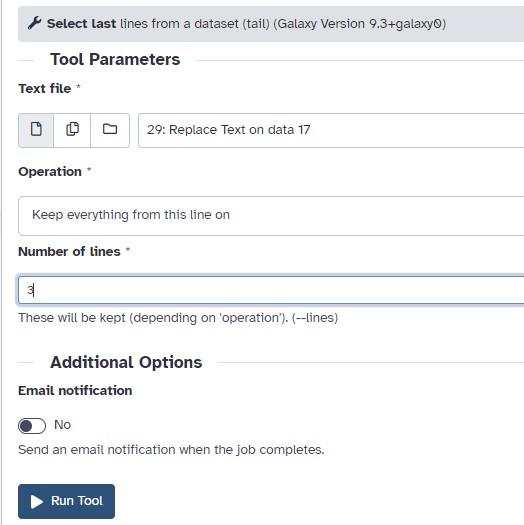 Select last lines from a dataset (tail) (Galaxy Version 9.3+galaxy0)
Tool Parameters
Text file *
29: Replace Text on data 17
Operation *
Keep everything from this line on
Number of lines *
3
These will be kept (depending on 'operation'). (--lines)
Additional Options
Email notification
No
Send an email notification when the job completes.
Run Tool